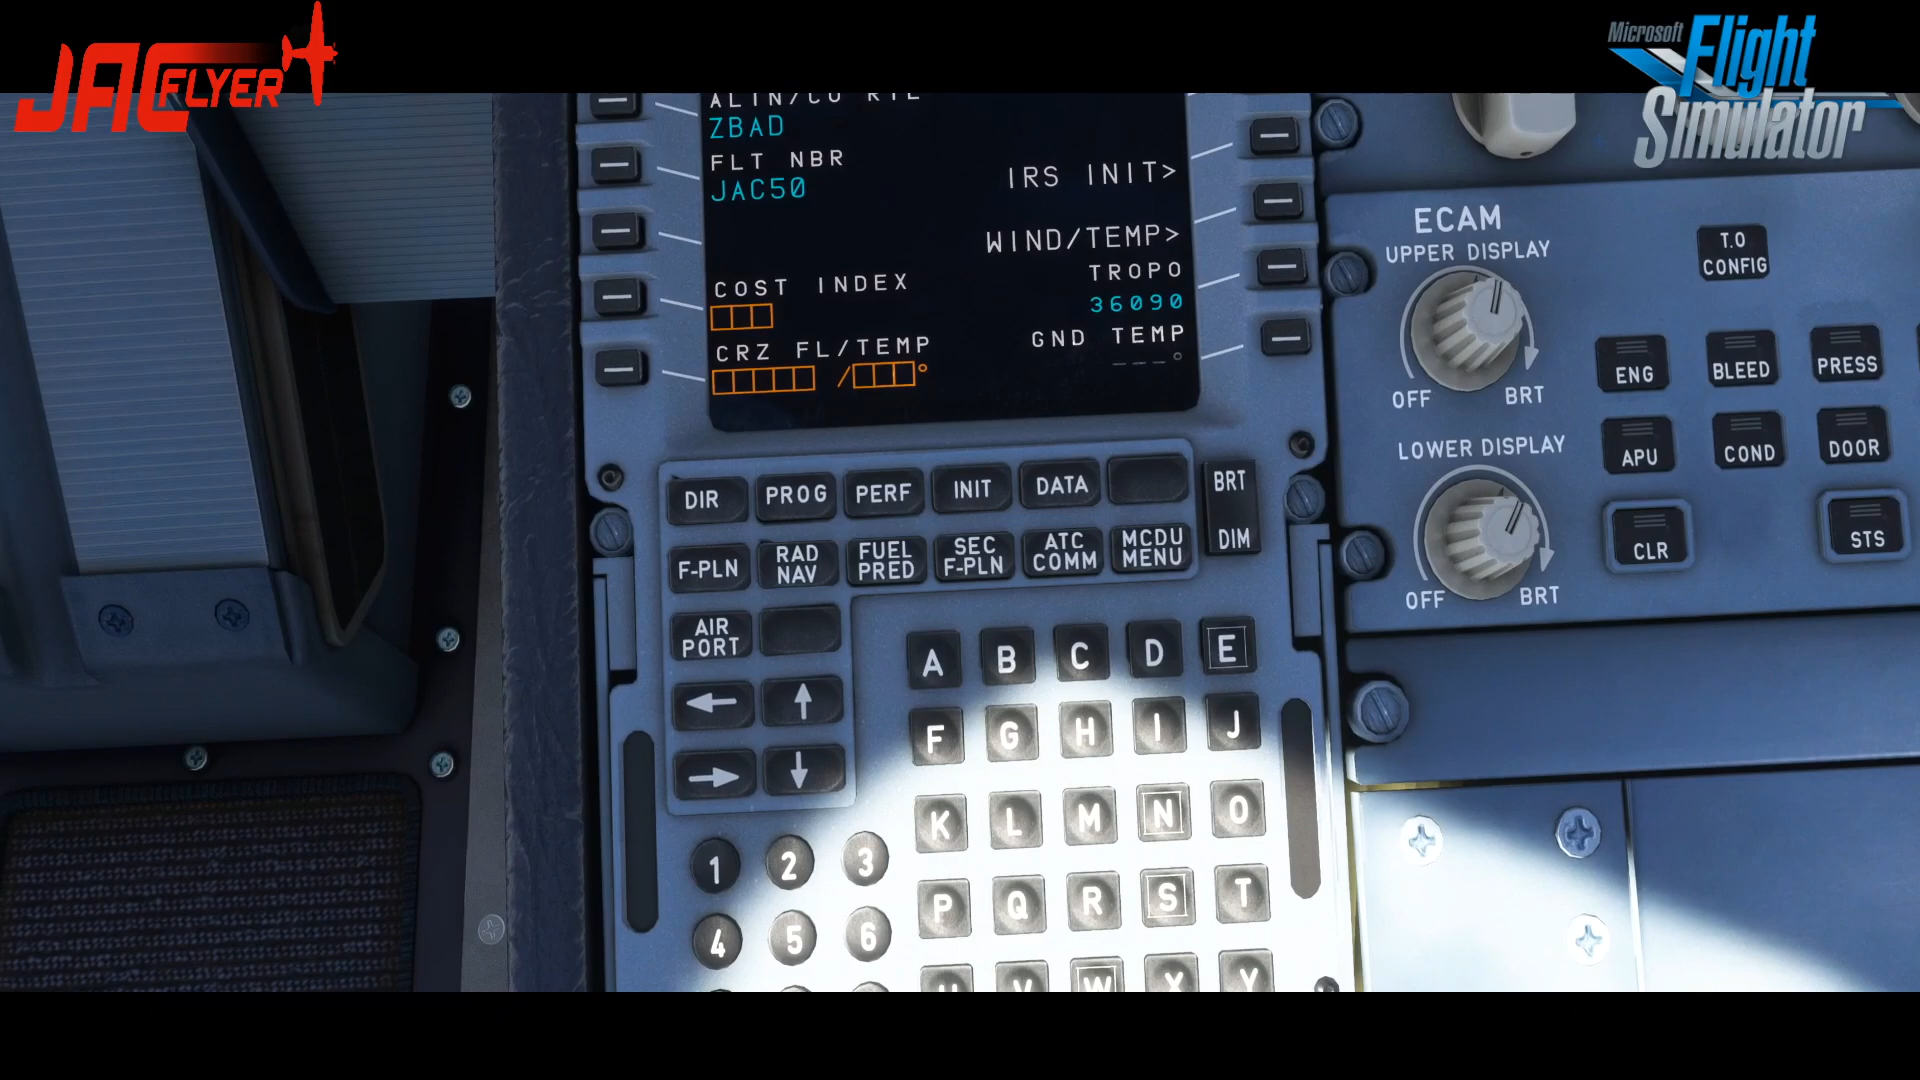 JACFLYER
Microsoft
Flight
Simulator
ALTN/CO RTE
ZBAD
FLT NBR
JAC50
IRS INIT>
WIND/TEMP>
COST INDEX
TROPO
36090
CRZ FL/TEMP
GND TEMP
/ °
---°
DIR PROG PERF INIT DATA
BRT
DIM
F-PLN
RAD NAV
FUEL PRED
SEC F-PLN
ATC COMM
MCDU MENU
AIR PORT
← ↑
→ ↓
A B C D E
F G H I J
K L M N O
P Q R S T
U V W X Y
1 2 3
4 5 6
ECAM
UPPER DISPLAY
OFF BRT
LOWER DISPLAY
OFF BRT
T.O
CONFIG
ENG BLEED PRESS
APU COND DOOR
CLR STS